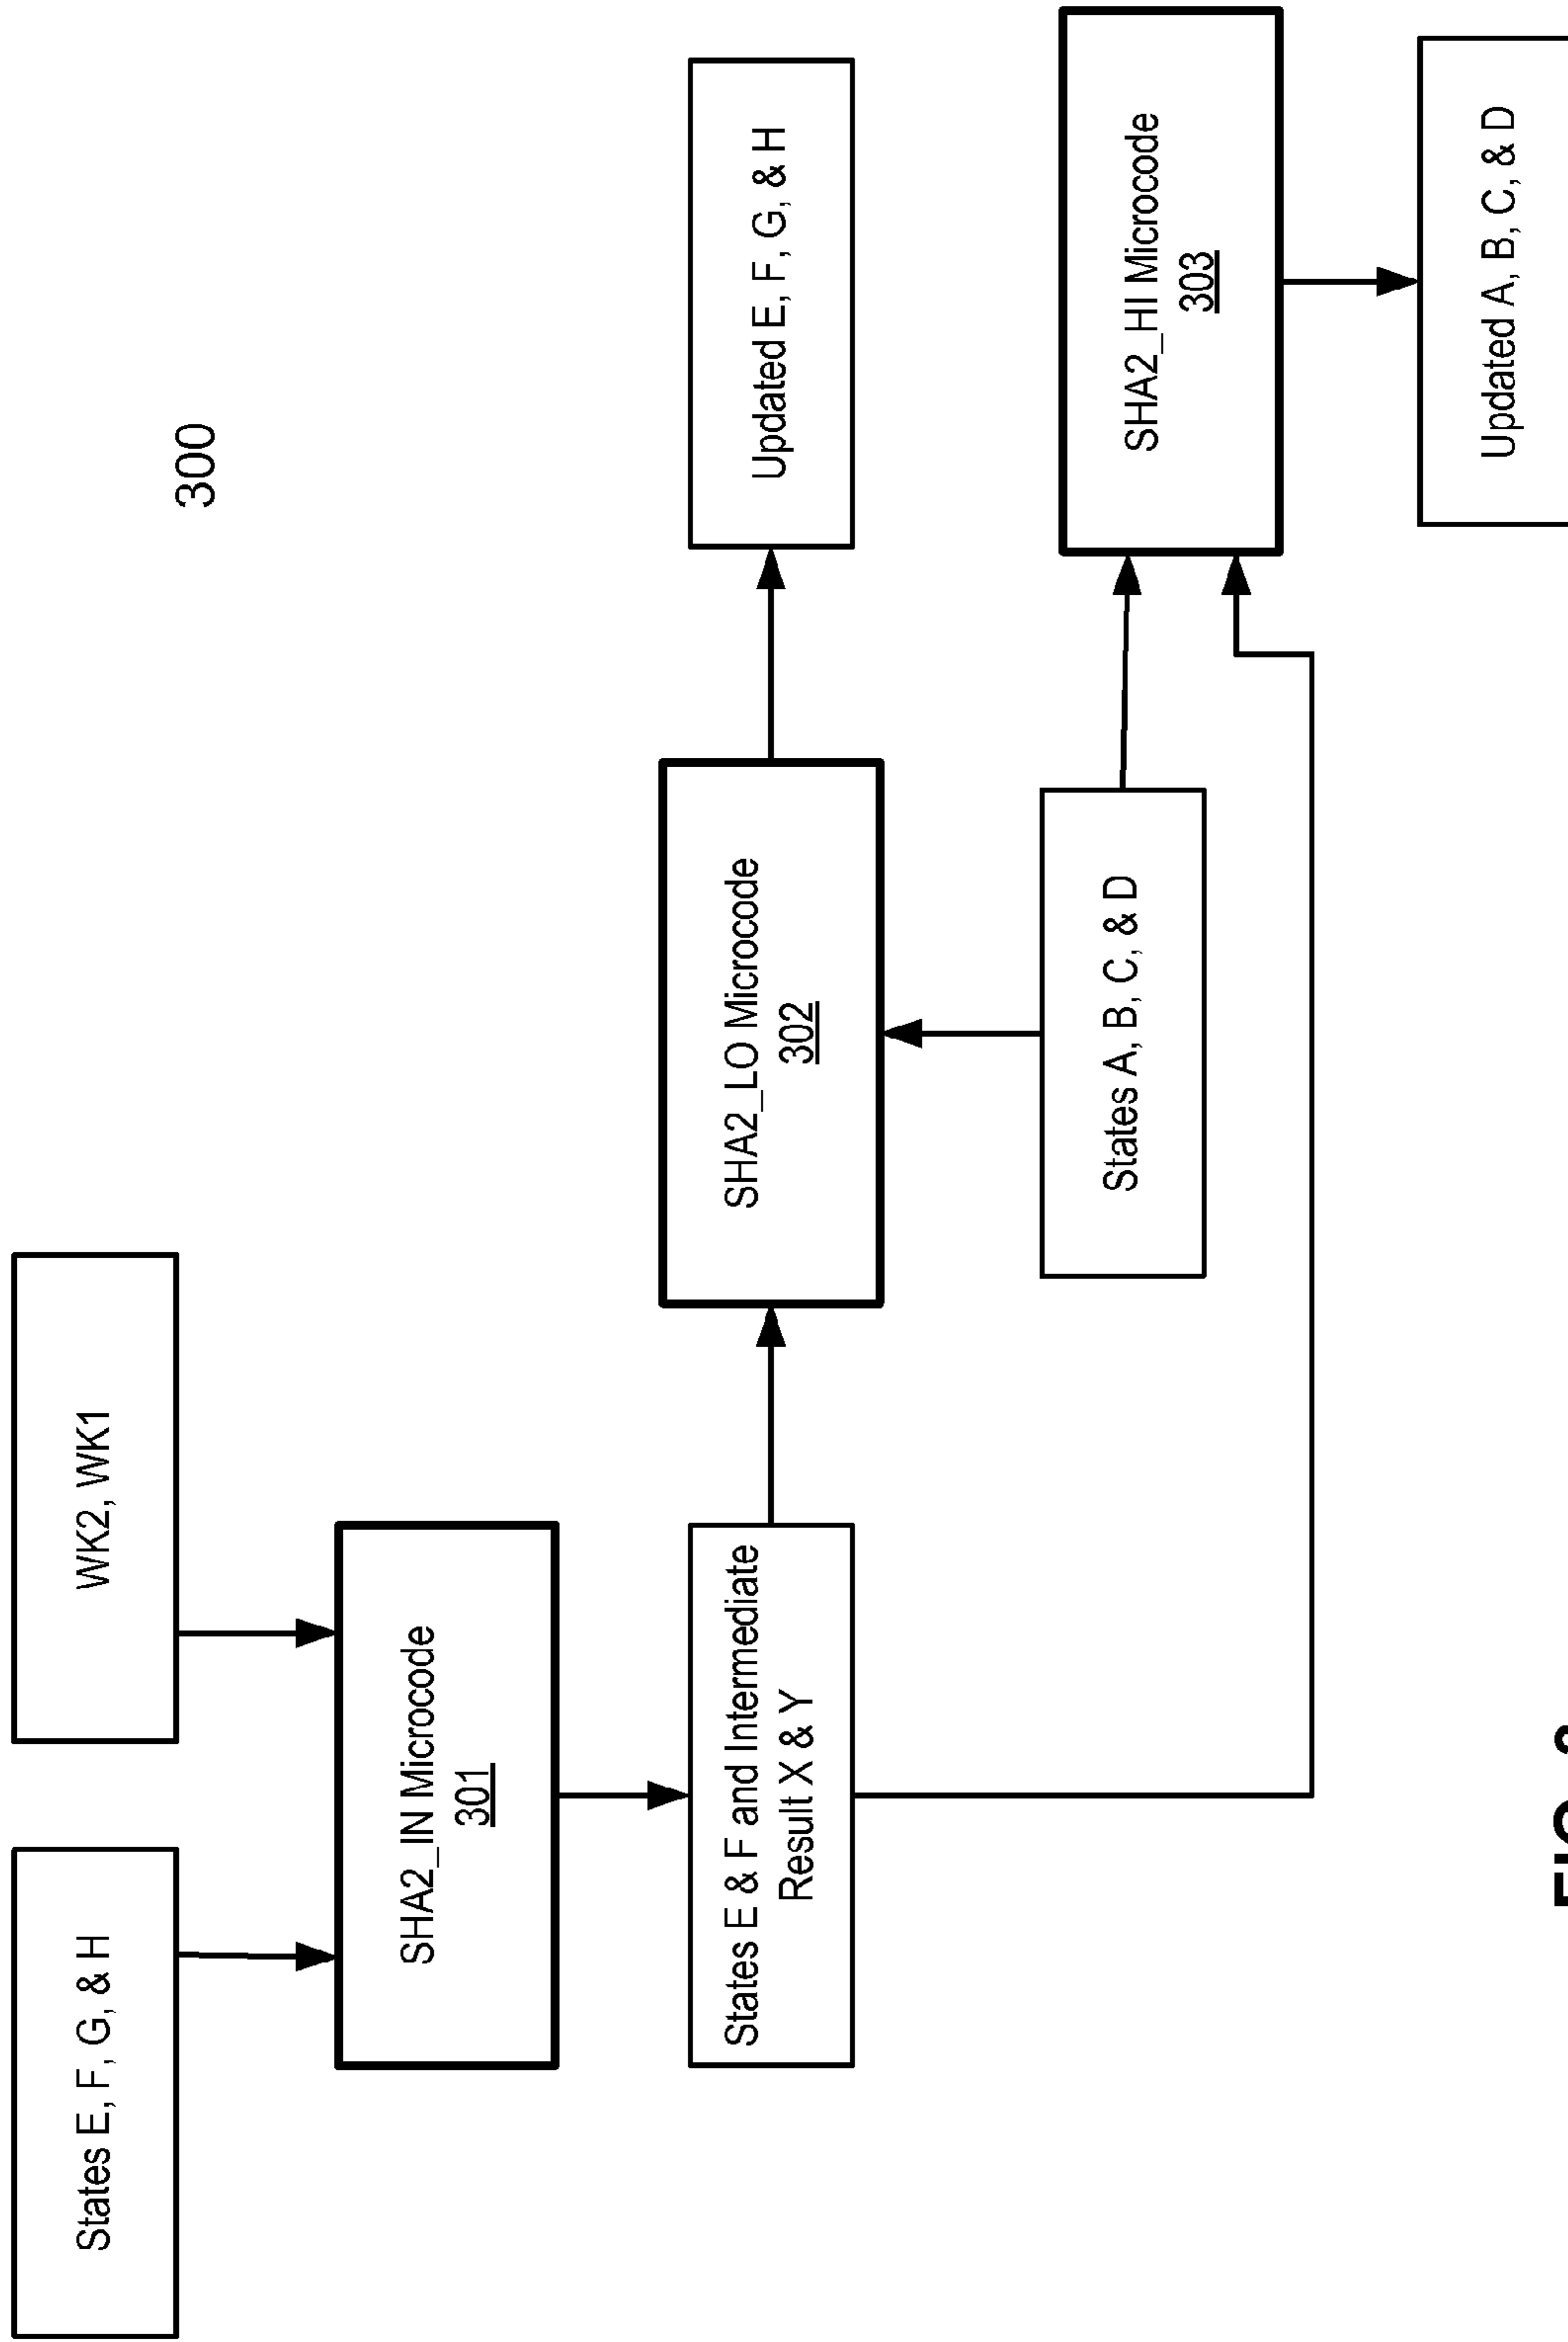 States E, F, G, & H
WK2, WK1
300
SHA2_IN Microcode
301
States E & F and Intermediate
Result X & Y
SHA2_LO Microcode
302
Updated E, F, G, & H
States A, B, C, & D
SHA2_HI Microcode
303
Updated A, B, C, & D
FIG.